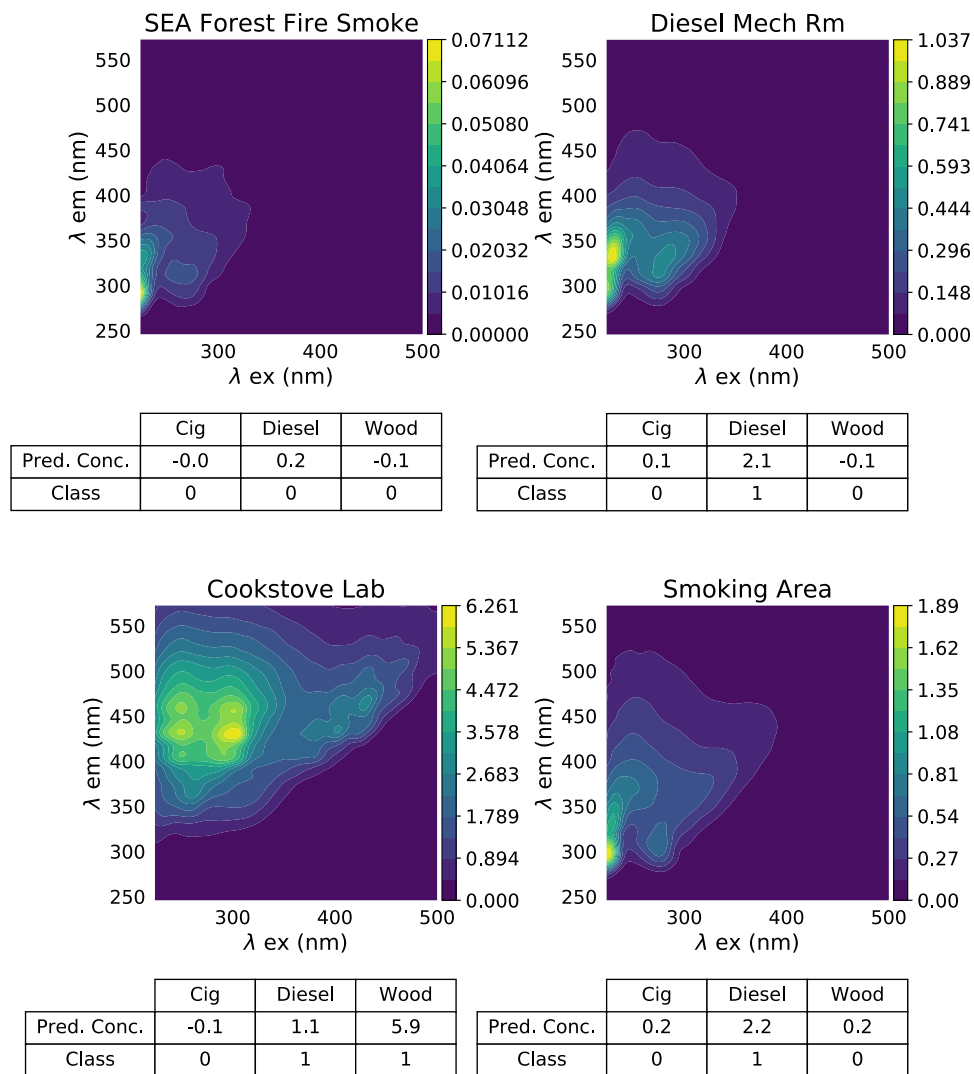 SEA Forest Fire Smoke
550
500
450
400
350
300
250
λ em (nm)
300 400 500
λ ex (nm)
0.07112
0.06096
0.05080
0.04064
0.03048
0.02032
0.01016
0.00000
Diesel Mech Rm
550
500
450
400
350
300
250
λ em (nm)
300 400 500
λ ex (nm)
1.037
1.889
0.741
0.593
0.444
0.296
0.148
0.000
Cig Diesel Wood
Pred. Conc. -0.0 0.2 -0.1
Class 0 0 0
Cig Diesel Wood
Pred. Conc. 0.1 2.1 -0.1
Class 0 1 0
Cookstove Lab
550
500
450
400
350
300
250
λ em (nm)
300 400 500
λ ex (nm)
6.261
5.367
4.472
3.578
2.683
1.789
0.894
0.000
Smoking Area
550
500
450
400
350
300
250
λ em (nm)
300 400 500
λ ex (nm)
1.89
1.62
1.35
1.08
0.81
0.54
0.27
0.00
Cig Diesel Wood
Pred. Conc. -0.1 1.1 5.9
Class 0 1 1
Cig Diesel Wood
Pred. Conc. 0.2 2.2 0.2
Class 0 1 0